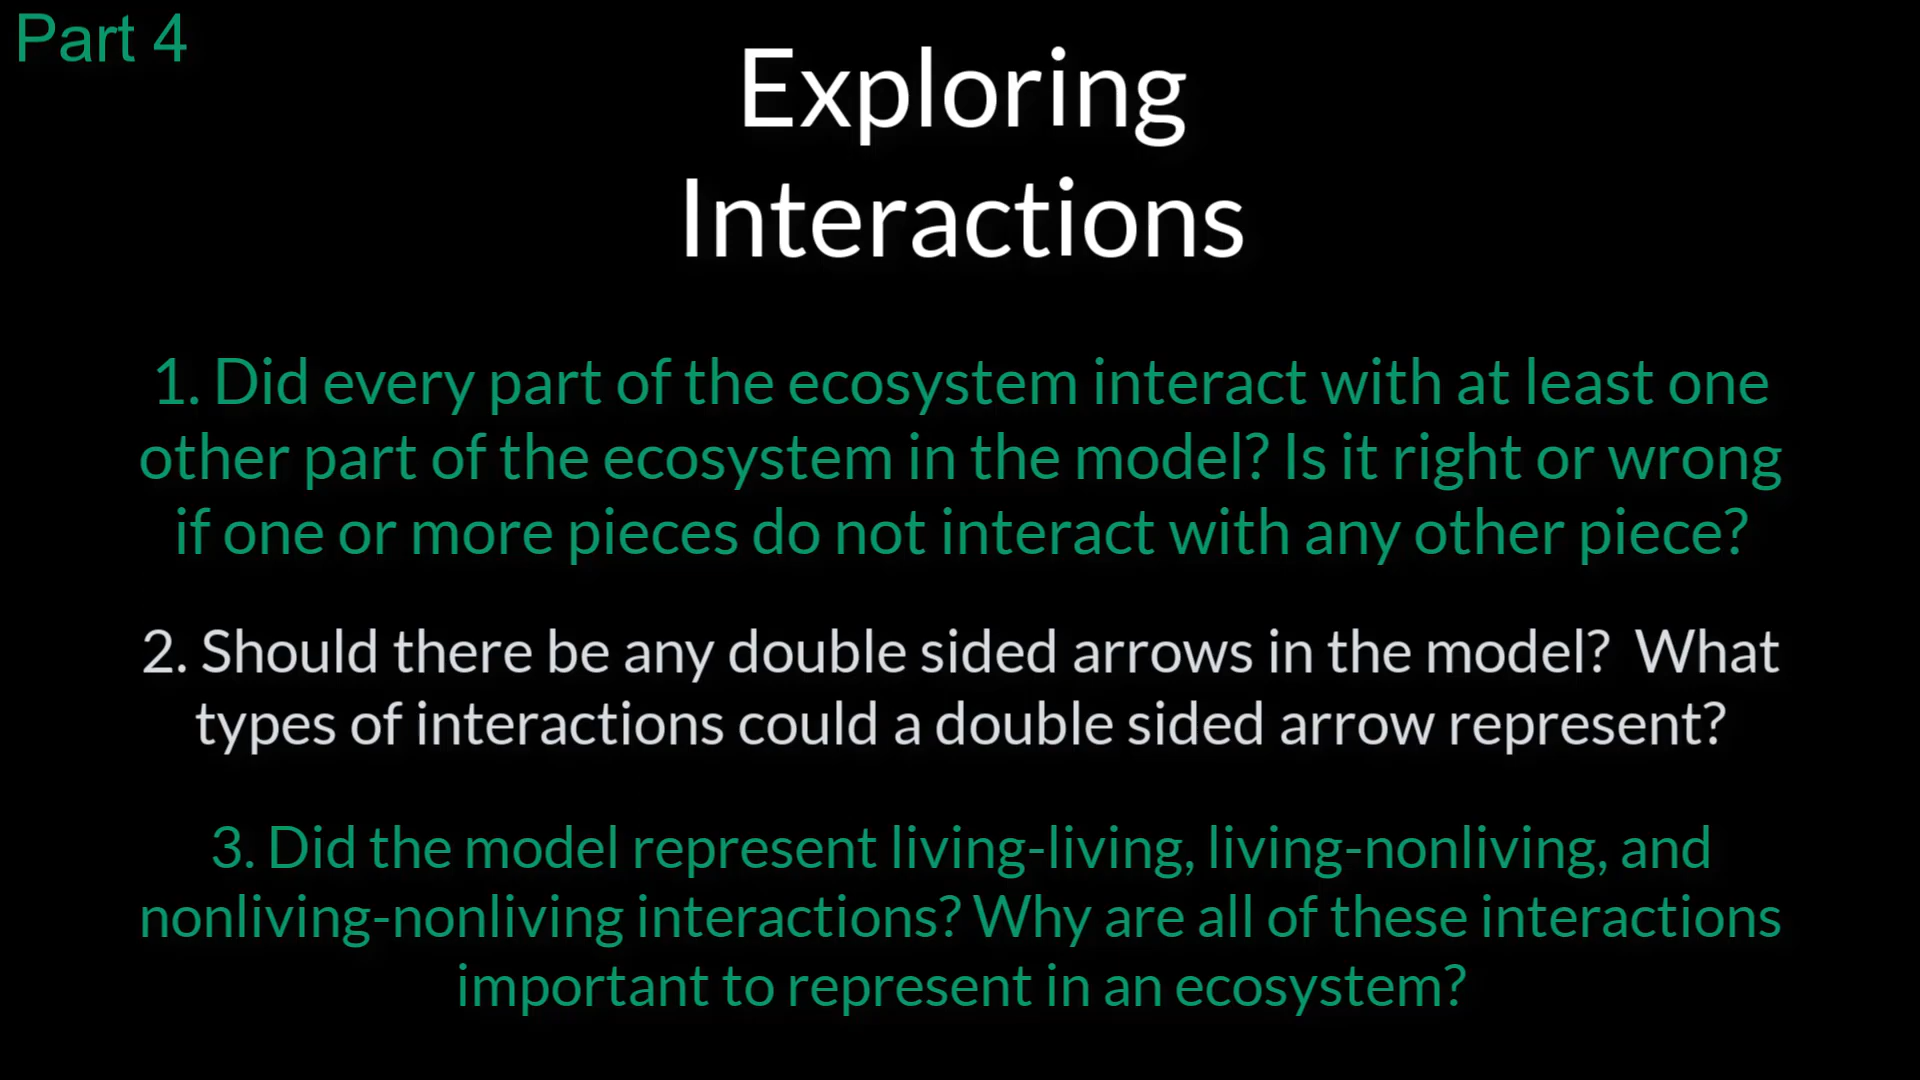 Part 4
Exploring
Interactions
1. Did every part of the ecosystem interact with at least one
other part of the ecosystem in the model? Is it right or wrong
if one or more pieces do not interact with any other piece?
2. Should there be any double sided arrows in the model?  What
types of interactions could a double sided arrow represent?
3. Did the model represent living-living, living-nonliving, and
nonliving-nonliving interactions? Why are all of these interactions
important to represent in an ecosystem?